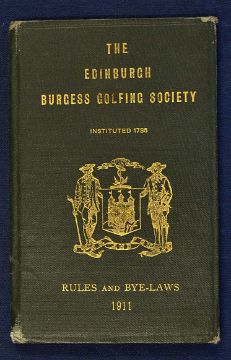 THE
EDINBURGH
BURGESS GOLFING SOCIETY
INSTITUTED 1735
RULES AND BYE-LAWS
1911